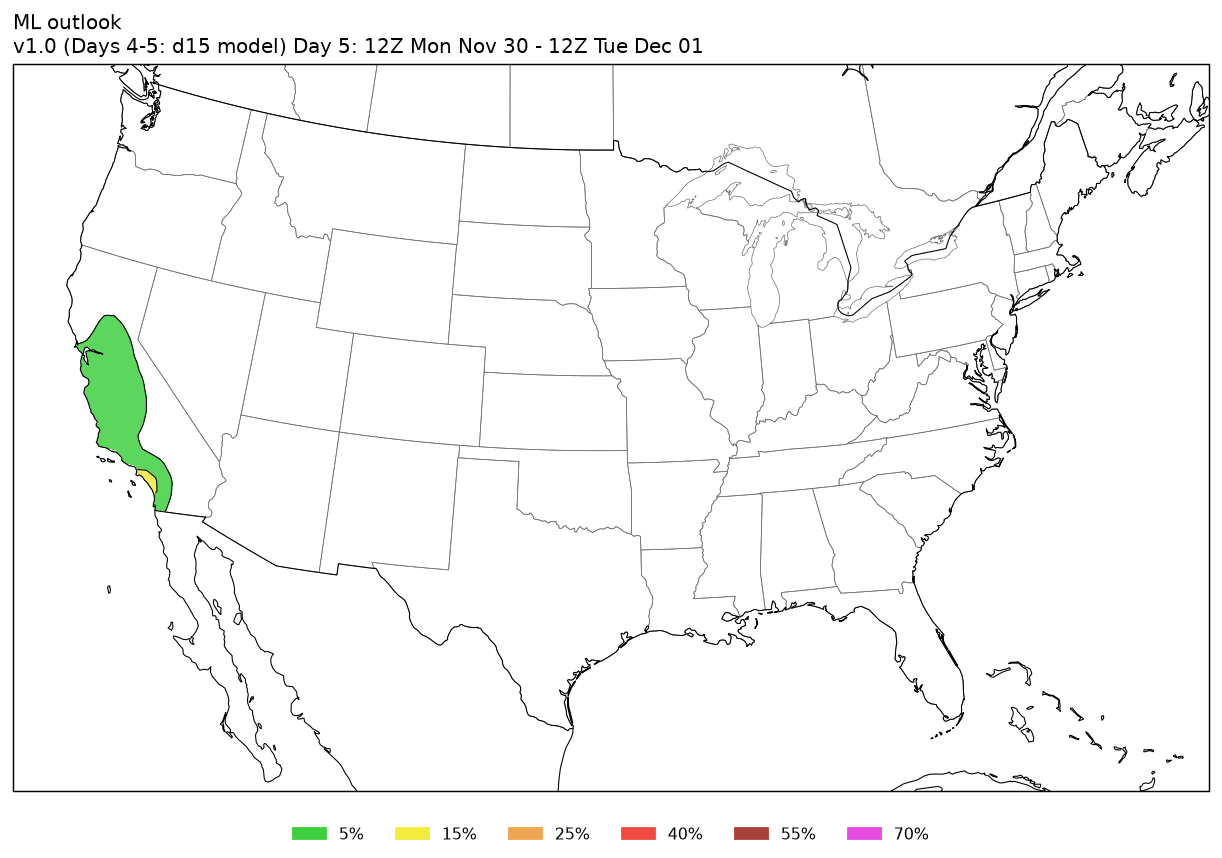 ML outlook
v1.0 (Days 4-5: d15 model) Day 5: 12Z Mon Nov 30 - 12Z Tue Dec 01
5% 15% 25% 40% 55% 70%